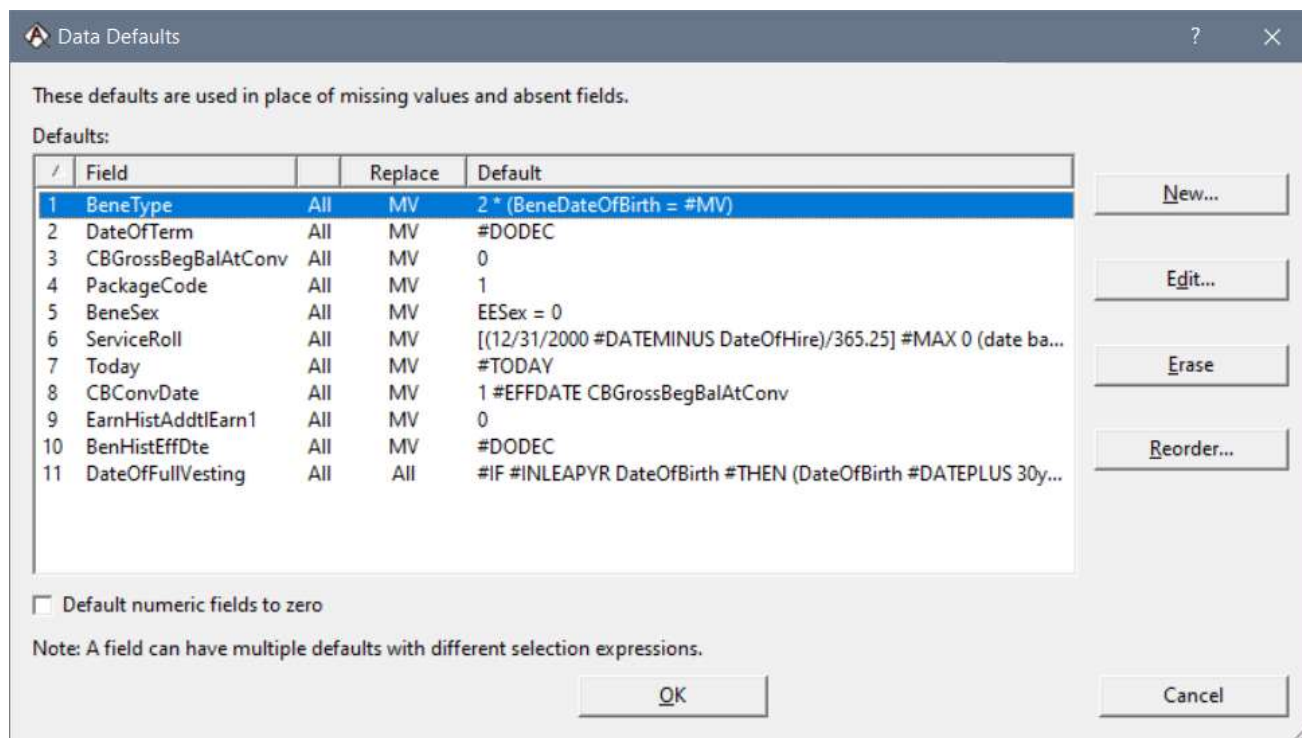 Data Defaults ? ×
These defaults are used in place of missing values and absent fields.
Defaults:
/ Field Replace Default
1 BeneType All MV 2 * (BeneDateOfBirth = #MV)
2 DateOfTerm All MV #DODEC
3 CBGrossBegBalAtConv All MV 0
4 PackageCode All MV 1
5 BeneSex All MV EESex = 0
6 ServiceRoll All MV [(12/31/2000 #DATEMINUS DateOfHire)/365.25] #MAX 0 (date ba...
7 Today All MV #TODAY
8 CBConvDate All MV 1 #EFFDATE CBGrossBegBalAtConv
9 EarnHistAddtlEarn1 All MV 0
10 BenHistEffDte All MV #DODEC
11 DateOfFullVesting All All #IF #INLEAPYR DateOfBirth #THEN (DateOfBirth #DATEPLUS 30y...
New...
Edit...
Erase
Reorder...
Default numeric fields to zero
Note: A field can have multiple defaults with different selection expressions.
OK Cancel